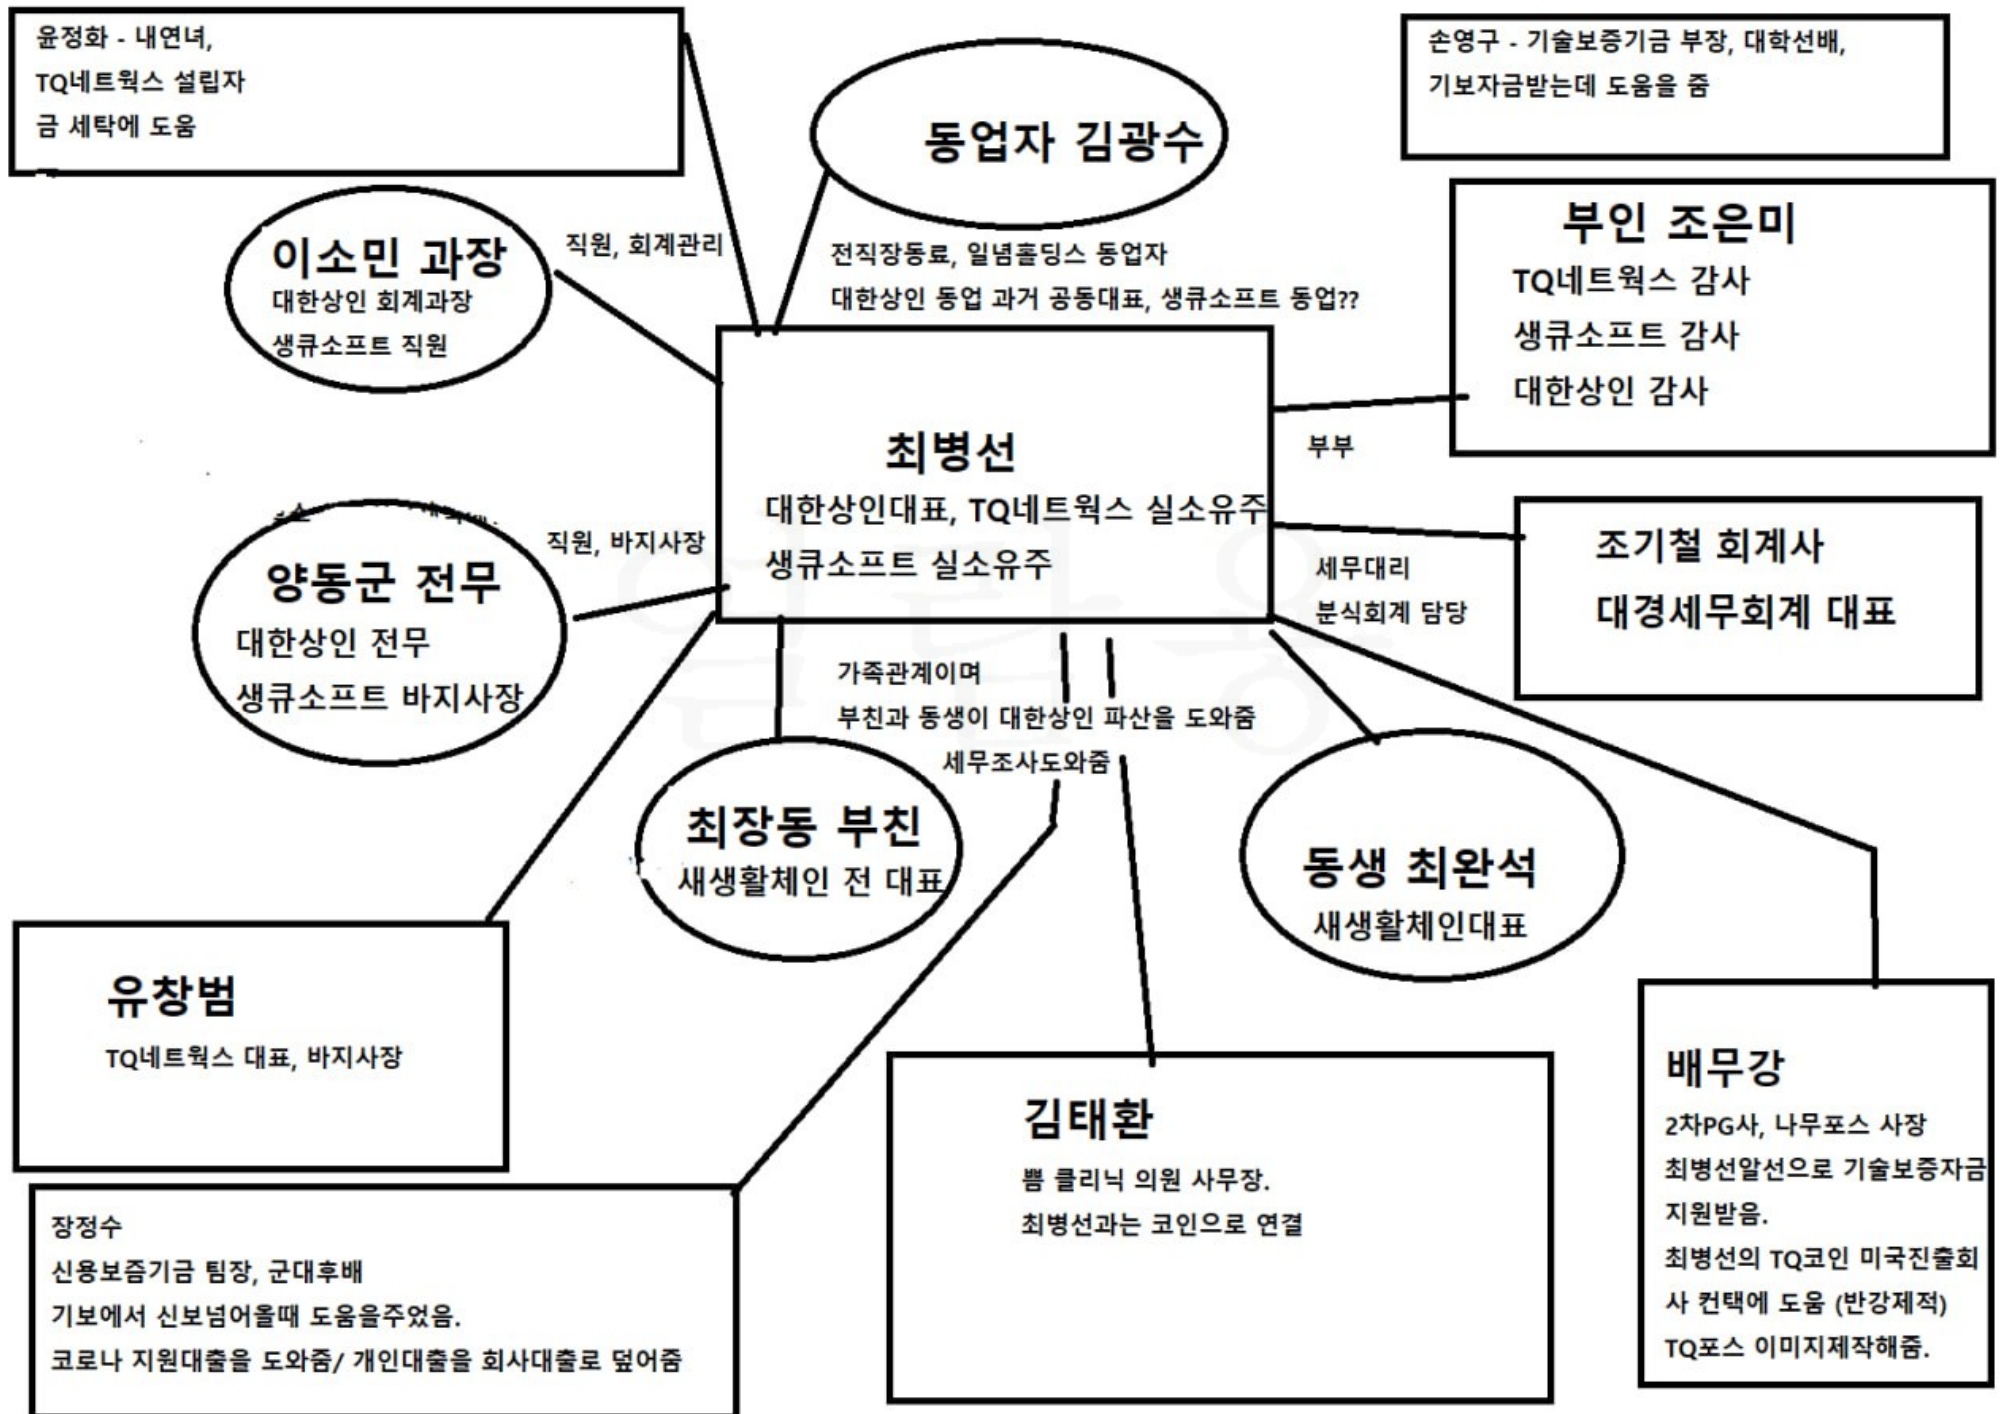 윤정화 - 내연녀,
TQ네트웍스 설립자
금 세탁에 도움
동업자 김광수
손영구 - 기술보증기금 부장, 대학선배,
기보자금받는데 도움을 줌
이소민 과장
대한상인 회계과장
생큐소프트 직원
직원, 회계관리
전직장동료, 일념홀딩스 동업자
대한상인 동업 과거 공동대표, 생큐소프트 동업??
부인 조은미
TQ네트웍스 감사
생큐소프트 감사
대한상인 감사
부부
최병선
대한상인대표, TQ네트웍스 실소유주
생큐소프트 실소유주
직원, 바지사장
양동군 전무
대한상인 전무
생큐소프트 바지사장
세무대리
분식회계 담당
조기철 회계사
대경세무회계 대표
가족관계이며
부친과 동생이 대한상인 파산을 도와줌
세무조사도와줌
최장동 부친
새생활체인 전 대표
동생 최완석
새생활체인대표
유창범
TQ네트웍스 대표, 바지사장
김태환
쁨 클리닉 의원 사무장.
최병선과는 코인으로 연결
배무강
2차PG사, 나무포스 사장
최병선알선으로 기술보증자금
지원받음.
최병선의 TQ코인 미국진출회
사 컨택에 도움 (반강제적)
TQ포스 이미지제작해줌.
장정수
신용보증기금 팀장, 군대후배
기보에서 신보넘어올때 도움을주었음.
코로나 지원대출을 도와줌/ 개인대출을 회사대출로 덮어줌
열람용